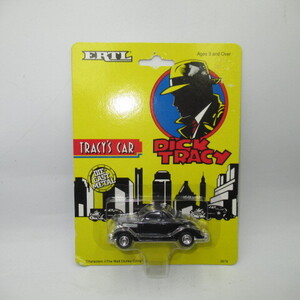 ERTL
Ages 3 and Over
TRACY'S CAR
DICK TRACY
DIE CAST METAL